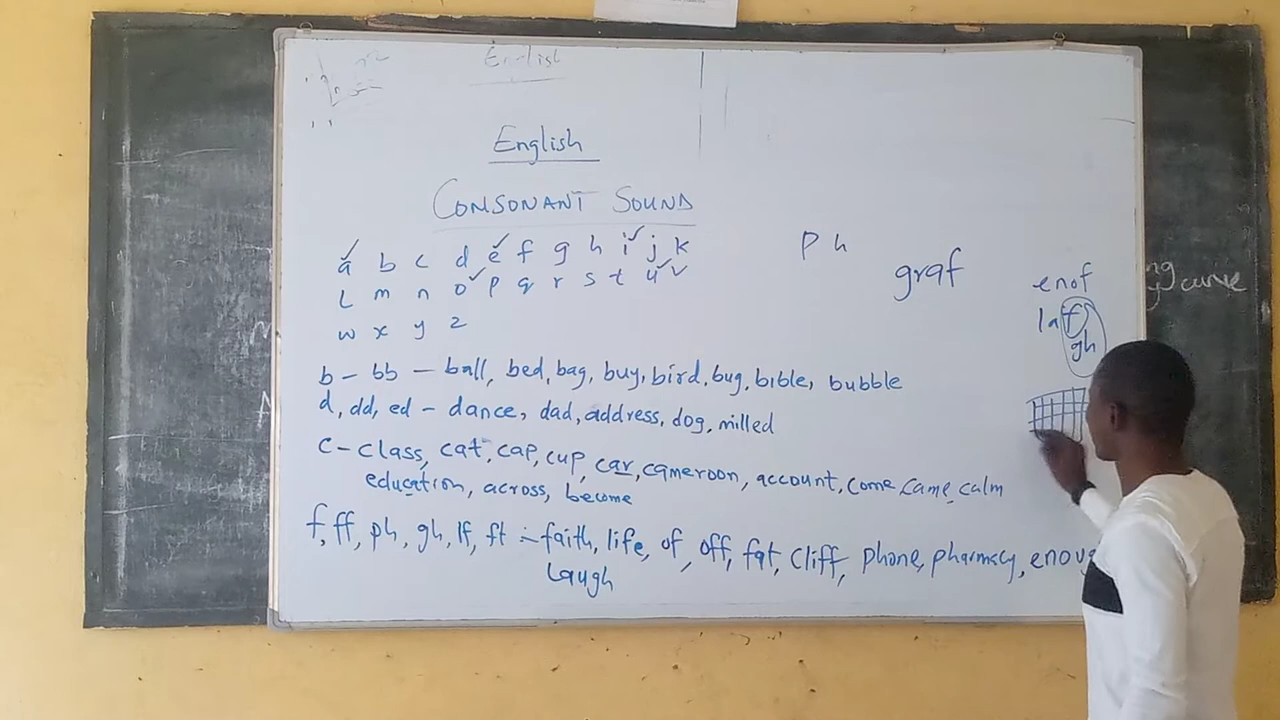 English
English
CONSONANT SOUND
a b c d e f g h i j k
L m n o p q r s t u v
w x y z
b - bb - ball, bed, bag, buy, bird, bug, bible, bubble
d, dd, ed - dance, dad, address, dog, milled
c - class, cat, cap, cup, car, cameroon, account, come, came, calm
education, across, become
f, ff, ph, gh, lf, ft :- faith, life, of, off, fat, cliff, phone, pharmacy, enoug
laugh
ph
graf
enof
laf
gh
curve